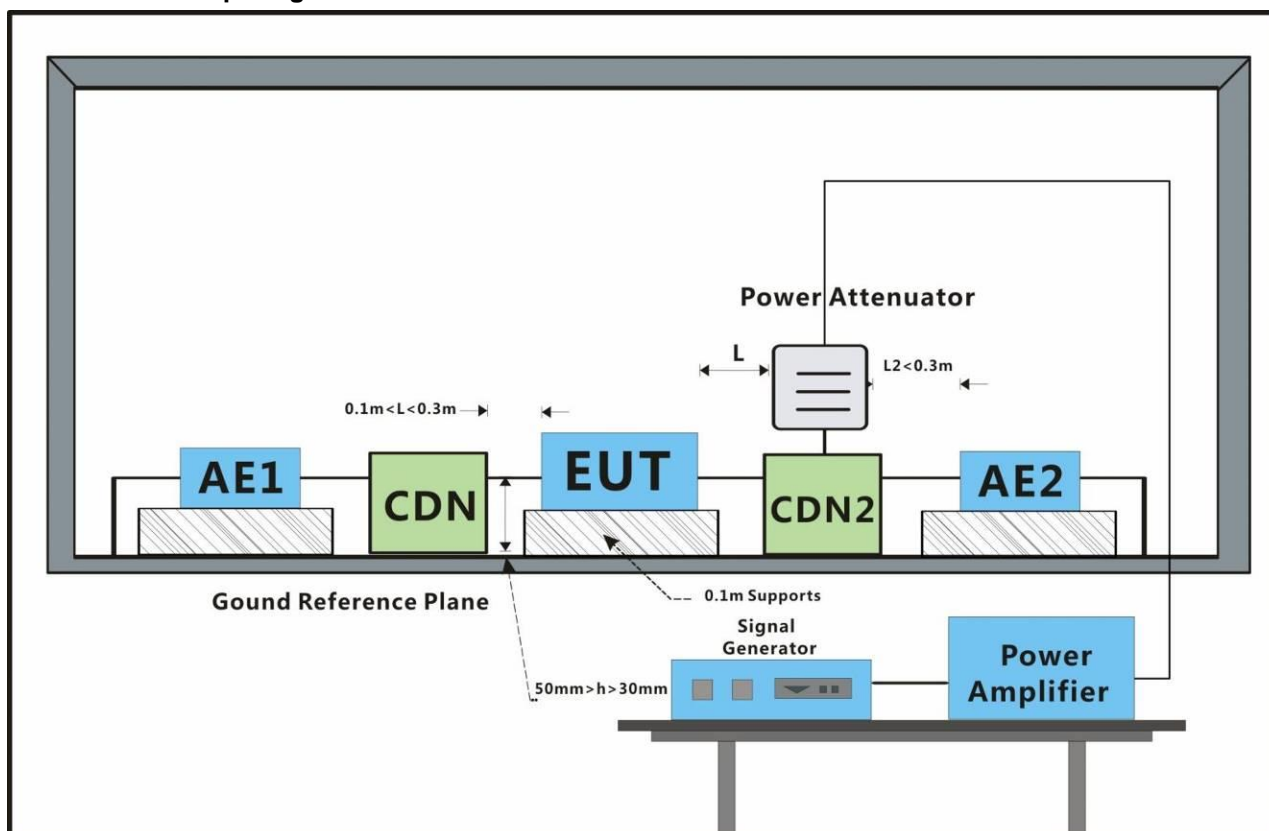 Power Attenuator
L
L2<0.3m
0.1m<L<0.3m
AE1
CDN
EUT
CDN2
AE2
Gound Reference Plane
0.1m Supports
Signal
Generator
50mm>h>30mm
Power
Amplifier